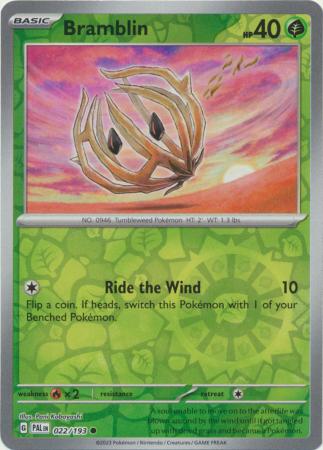 BASIC
Bramblin HP 40
NO. 0946 Tumbleweed Pokémon HT: 2' WT: 1.3 lbs
Ride the Wind 10
Flip a coin. If heads, switch this Pokémon with 1 of your
Benched Pokémon.
weakness ×2 resistance retreat
Illus. Pani Kobayashi
G PAL EN 022/193
A soul unable to move on to the afterlife was
blown around by the wind until it got tangled up
with dried grass and became a Pokémon.
©2023 Pokémon / Nintendo / Creatures / GAME FREAK